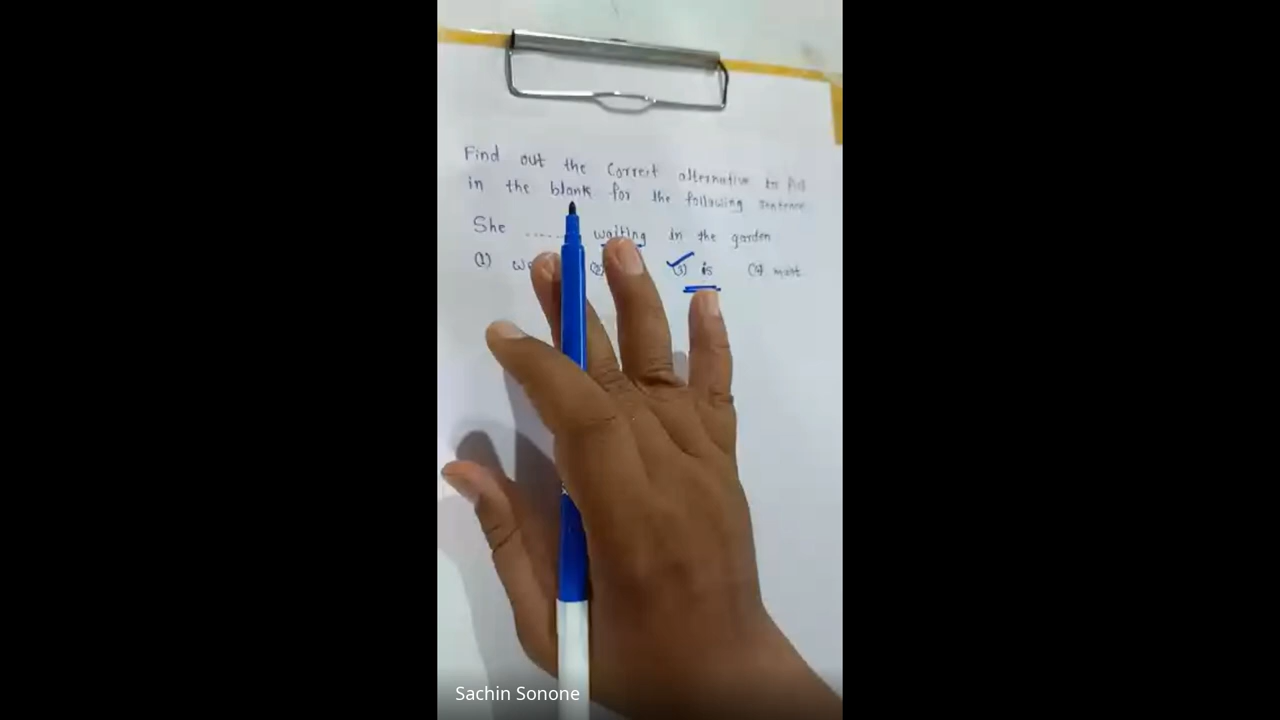 Find out the Correct alternative to fill
in the blank for the following sentence
She ....... waiting in the garden
(1) (2) (3) is (4) must
Sachin Sonone